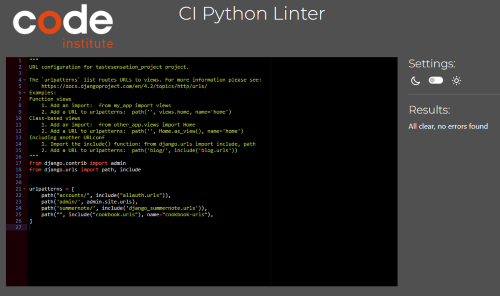 code
institute
CI Python Linter
Settings:
Results:
All clear, no errors found
1 """
2 URL configuration for tastesensation_project project.
3
4 The `urlpatterns` list routes URLs to views. For more information please see:
5     https://docs.djangoproject.com/en/4.2/topics/http/urls/
6 Examples:
7 Function views
8     1. Add an import:  from my_app import views
9     2. Add a URL to urlpatterns:  path('', views.home, name='home')
10 Class-based views
11     1. Add an import:  from other_app.views import Home
12     2. Add a URL to urlpatterns:  path('', Home.as_view(), name='home')
13 Including another URLconf
14     1. Import the include() function: from django.urls import include, path
15     2. Add a URL to urlpatterns:  path('blog/', include('blog.urls'))
16 """
17 from django.contrib import admin
18 from django.urls import path, include
19
20
21 urlpatterns = [
22     path("accounts/", include("allauth.urls")),
23     path('admin/', admin.site.urls),
24     path('summernote/', include('django_summernote.urls')),
25     path("", include("cookbook.urls"), name="cookbook-urls"),
26 ]
27